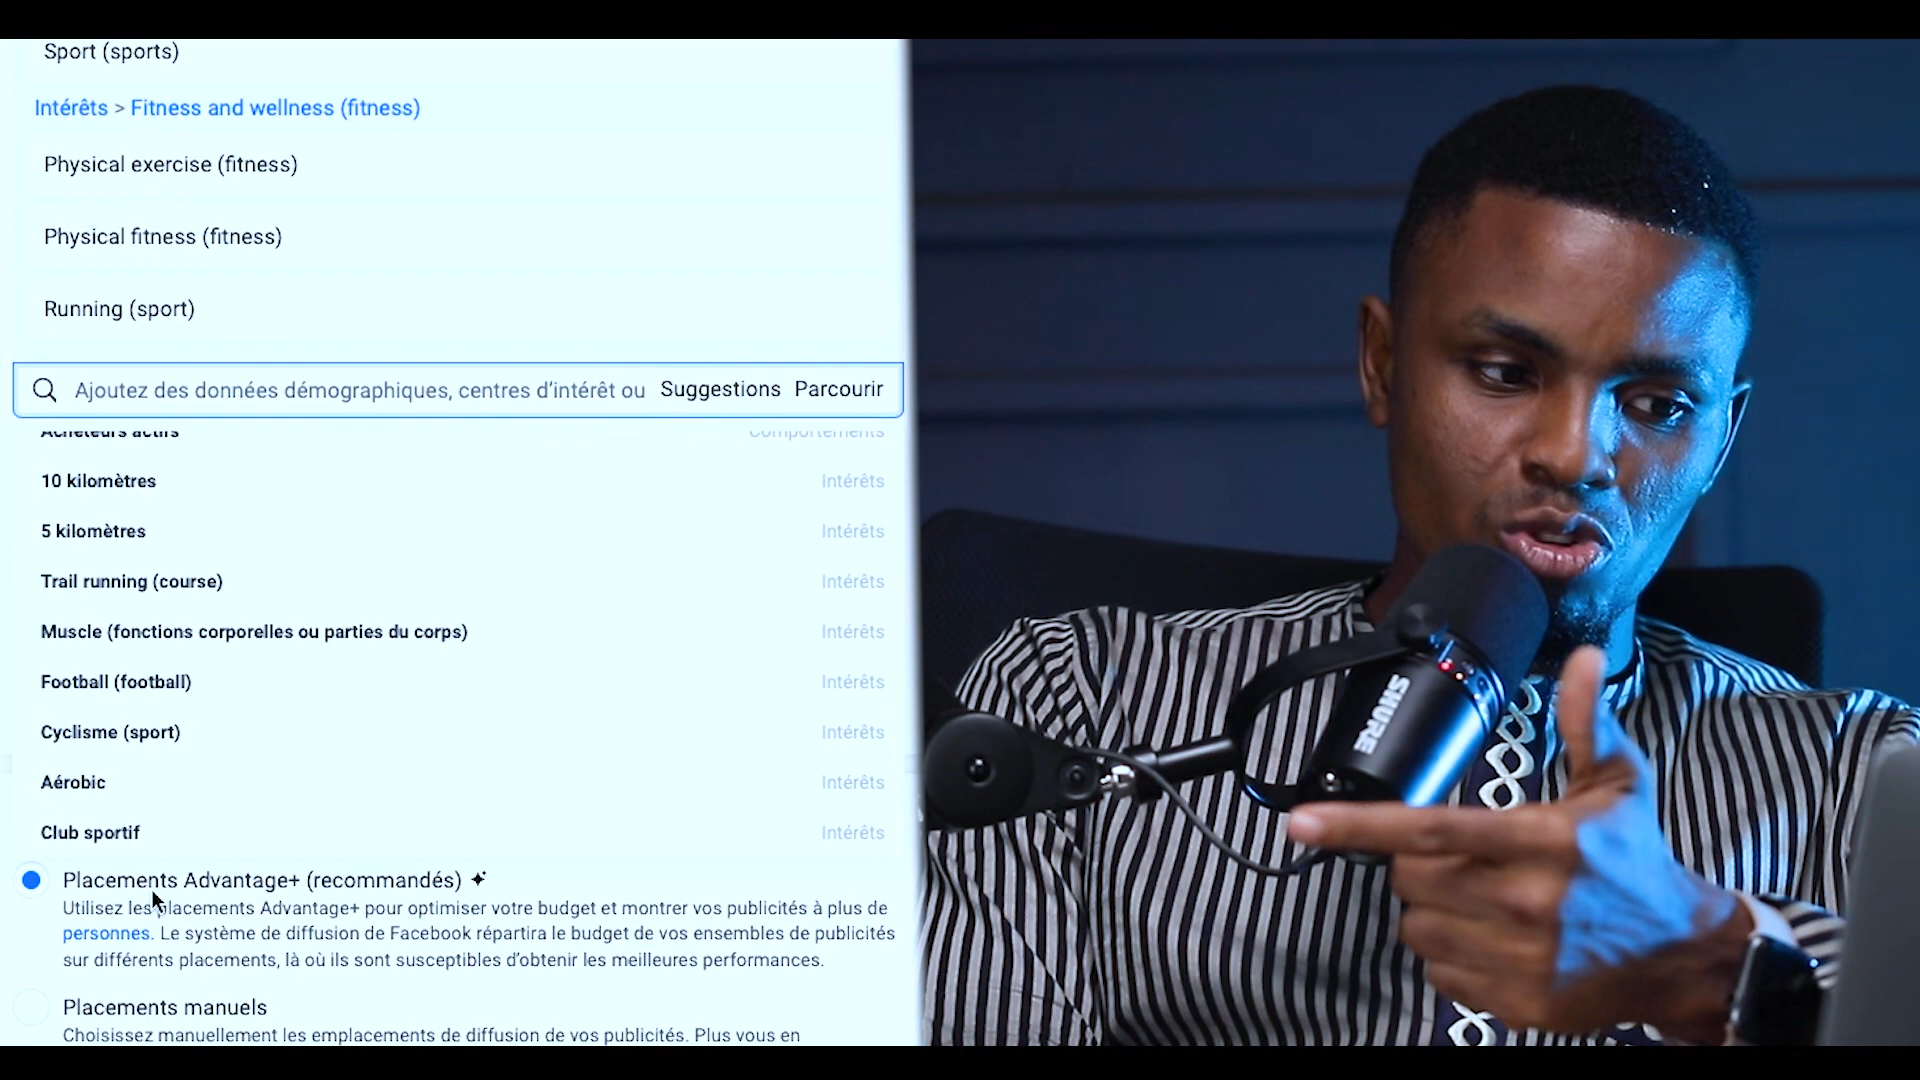 Sport (sports)
Intérêts > Fitness and wellness (fitness)
Physical exercise (fitness)
Physical fitness (fitness)
Running (sport)
Ajoutez des données démographiques, centres d'intérêt ou Suggestions Parcourir
Acheteurs actifs Comportements
10 kilomètres Intérêts
5 kilomètres Intérêts
Trail running (course) Intérêts
Muscle (fonctions corporelles ou parties du corps) Intérêts
Football (football) Intérêts
Cyclisme (sport) Intérêts
Aérobic Intérêts
Club sportif Intérêts
Placements Advantage+ (recommandés)
Utilisez les placements Advantage+ pour optimiser votre budget et montrer vos publicités à plus de
personnes. Le système de diffusion de Facebook répartira le budget de vos ensembles de publicités
sur différents placements, là où ils sont susceptibles d'obtenir les meilleures performances.
Placements manuels
Choisissez manuellement les emplacements de diffusion de vos publicités. Plus vous en
SHURE